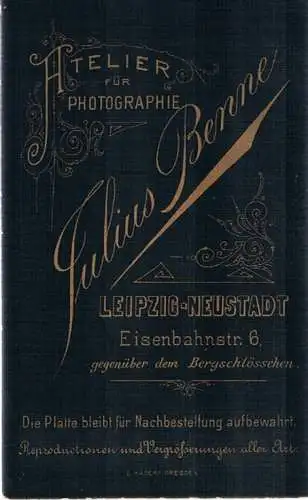 ATELIER
FÜR
PHOTOGRAPHIE
Julius Benne
LEIPZIG-NEUSTADT
Eisenbahnstr. 6,
gegenüber dem Bergschlösschen.
Die Platte bleibt für Nachbestellung aufbewahrt.
Reproductionen und Vergrößerungen aller Art.
DRESDEN